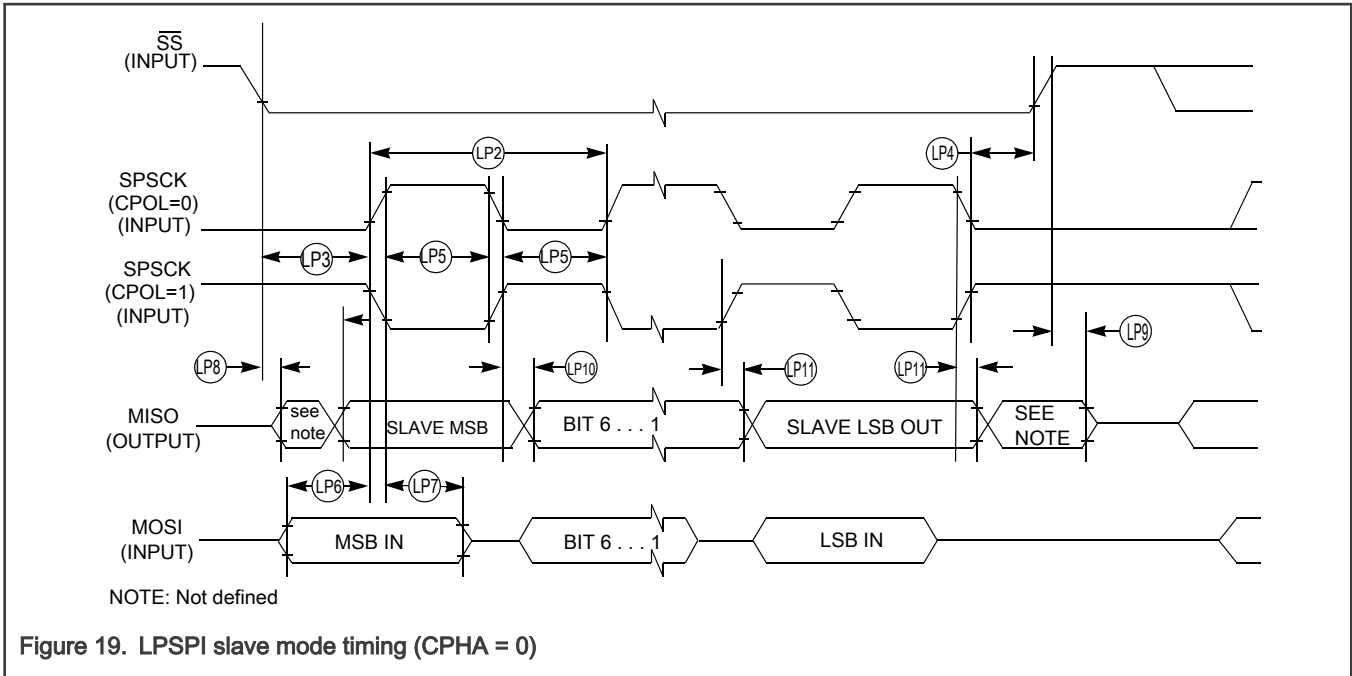 SS
(INPUT)
LP2
LP4
SPSCK
(CPOL=0)
(INPUT)
LP3
LP5
LP5
SPSCK
(CPOL=1)
(INPUT)
LP8
LP10
LP11
LP11
LP9
MISO
(OUTPUT)
see
note
SLAVE MSB
BIT 6 . . . 1
SLAVE LSB OUT
SEE
NOTE
LP6
LP7
MOSI
(INPUT)
MSB IN
BIT 6 . . . 1
LSB IN
NOTE: Not defined
Figure 19. LPSPI slave mode timing (CPHA = 0)